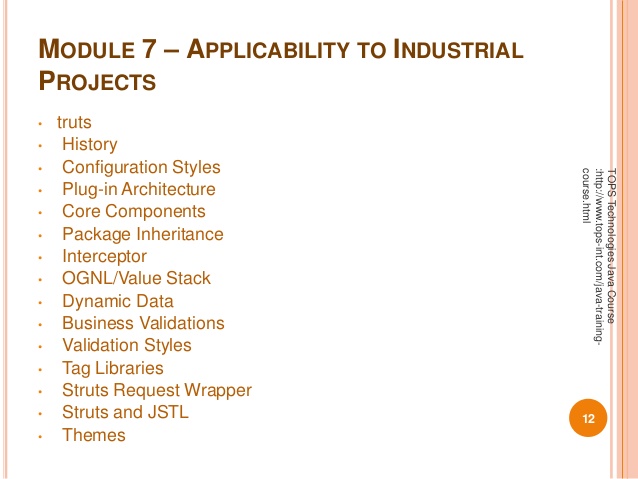 MODULE 7 – APPLICABILITY TO INDUSTRIAL
PROJECTS
• truts
• History
• Configuration Styles
• Plug-in Architecture
• Core Components
• Package Inheritance
• Interceptor
• OGNL/Value Stack
• Dynamic Data
• Business Validations
• Validation Styles
• Tag Libraries
• Struts Request Wrapper
• Struts and JSTL
• Themes
TOPS Technologies Java Course
:http://www.tops-int.com/java-training-
course.html
12